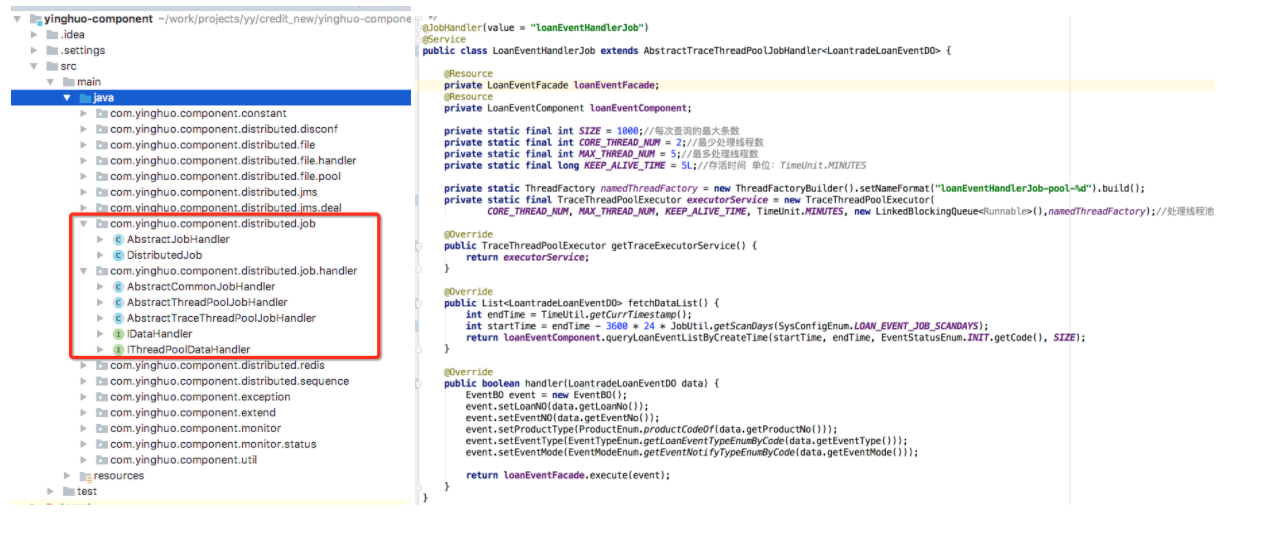 yinghuo-component ~/work/projects/yy/credit_new/yinghuo-compone
.idea
.settings
src
main
java
com.yinghuo.component.constant
com.yinghuo.component.distributed.disconf
com.yinghuo.component.distributed.file
com.yinghuo.component.distributed.file.handler
com.yinghuo.component.distributed.file.pool
com.yinghuo.component.distributed.jms
com.yinghuo.component.distributed.jms.deal
com.yinghuo.component.distributed.job
AbstractJobHandler
DistributedJob
com.yinghuo.component.distributed.job.handler
AbstractCommonJobHandler
AbstractThreadPoolJobHandler
AbstractTraceThreadPoolJobHandler
IDataHandler
IThreadPoolDataHandler
com.yinghuo.component.distributed.redis
com.yinghuo.component.distributed.sequence
com.yinghuo.component.exception
com.yinghuo.component.extend
com.yinghuo.component.monitor
com.yinghuo.component.monitor.status
com.yinghuo.component.util
resources
test
*/
@JobHandler(value = "loanEventHandlerJob")
@Service
public class LoanEventHandlerJob extends AbstractTraceThreadPoolJobHandler<LoantradeLoanEventDO> {
@Resource
private LoanEventFacade loanEventFacade;
@Resource
private LoanEventComponent loanEventComponent;
private static final int SIZE = 1000;//每次查询的最大条数
private static final int CORE_THREAD_NUM = 2;//最少处理线程数
private static final int MAX_THREAD_NUM = 5;//最多处理线程数
private static final long KEEP_ALIVE_TIME = 5L;//存活时间 单位: TimeUnit.MINUTES
private static ThreadFactory namedThreadFactory = new ThreadFactoryBuilder().setNameFormat("loanEventHandlerJob-pool-%d").build();
private static final TraceThreadPoolExecutor executorService = new TraceThreadPoolExecutor(
CORE_THREAD_NUM, MAX_THREAD_NUM, KEEP_ALIVE_TIME, TimeUnit.MINUTES, new LinkedBlockingQueue<Runnable>(),namedThreadFactory);//处理线程池
@Override
public TraceThreadPoolExecutor getTraceExecutorService() {
return executorService;
}
@Override
public List<LoantradeLoanEventDO> fetchDataList() {
int endTime = TimeUtil.getCurrTimestamp();
int startTime = endTime - 3600 * 24 * JobUtil.getScanDays(SysConfigEnum.LOAN_EVENT_JOB_SCANDAYS);
return loanEventComponent.queryLoanEventListByCreateTime(startTime, endTime, EventStatusEnum.INIT.getCode(), SIZE);
}
@Override
public boolean handler(LoantradeLoanEventDO data) {
EventBO event = new EventBO();
event.setLoanNO(data.getLoanNo());
event.setEventNO(data.getEventNo());
event.setProductType(ProductEnum.productCodeOf(data.getProductNo()));
event.setEventType(EventTypeEnum.getLoanEventTypeEnumByCode(data.getEventType()));
event.setEventMode(EventModeEnum.getEventNotifyTypeEnumByCode(data.getEventMode()));
return loanEventFacade.execute(event);
}
}